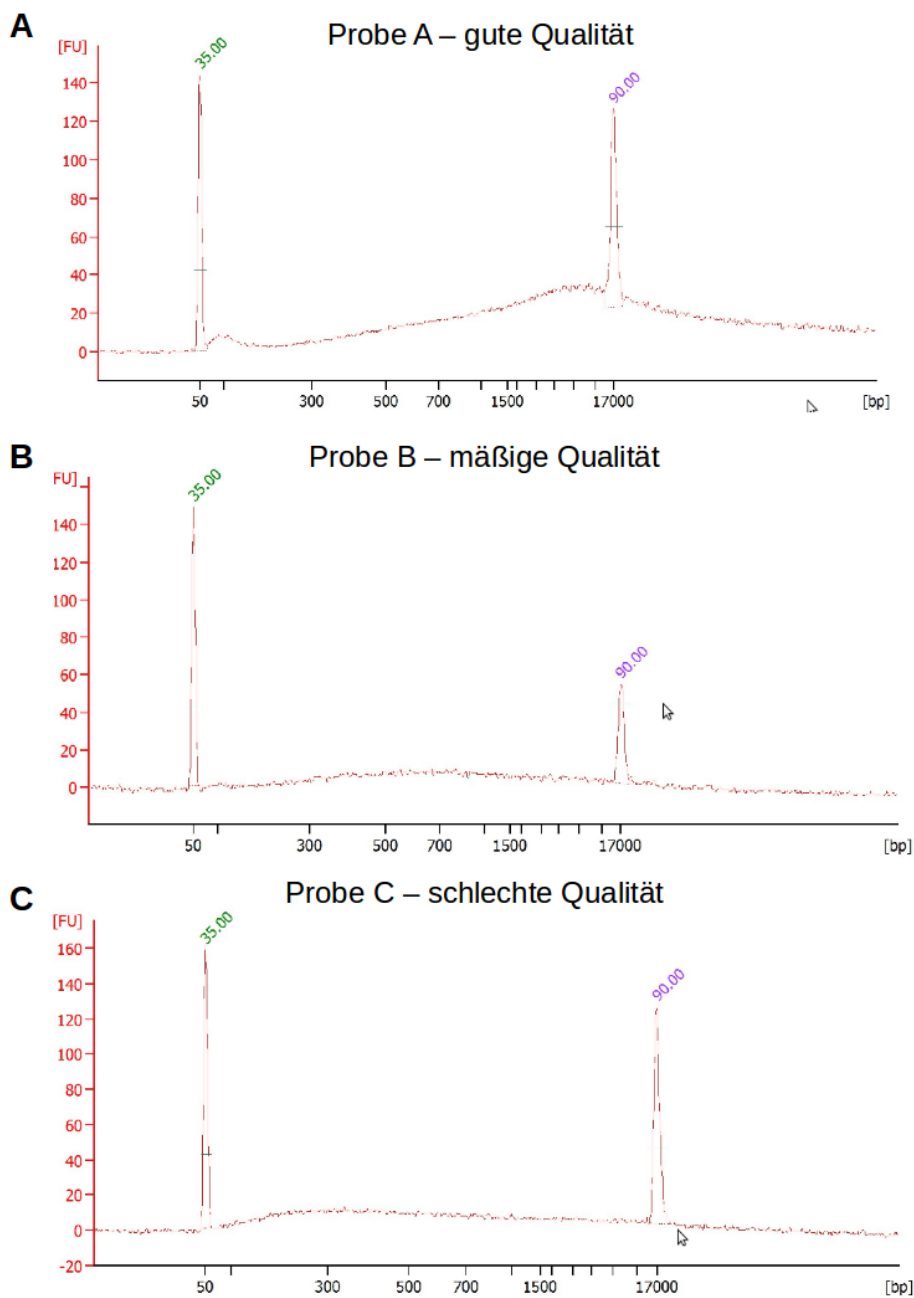 A
Probe A – gute Qualität
[FU]
35.00
90.00
140
120
100
80
60
40
20
0
50 300 500 700 1500 17000 [bp]
B
Probe B – mäßige Qualität
FU]
35.00
140
120
100
80
60
90.00
40
20
0
50 300 500 700 1500 17000 [bp]
C
Probe C – schlechte Qualität
[FU]
35.00
160
90.00
140
120
100
80
60
40
20
0
-20
50 300 500 700 1500 17000 [bp]